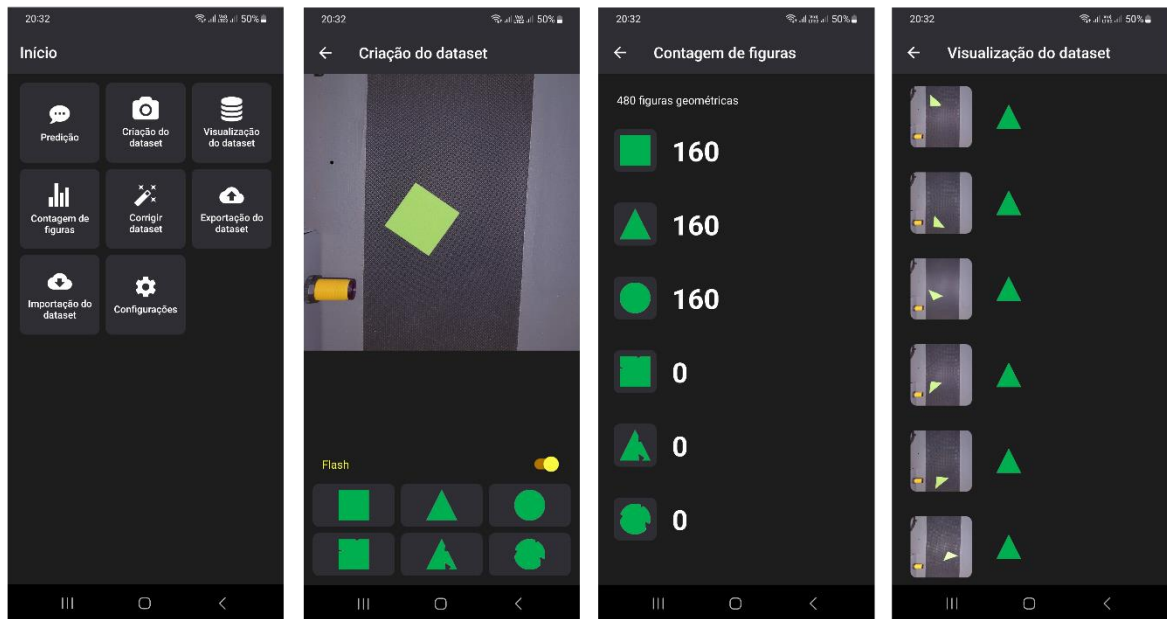 20:32
50%
Início
Predição
Criação do
dataset
Visualização
do dataset
Contagem de
figuras
Corrigir
dataset
Exportação do
dataset
Importação do
dataset
Configurações
20:32
50%
Criação do dataset
Flash
20:32
50%
Contagem de figuras
480 figuras geométricas
160
160
160
0
0
0
20:32
50%
Visualização do dataset